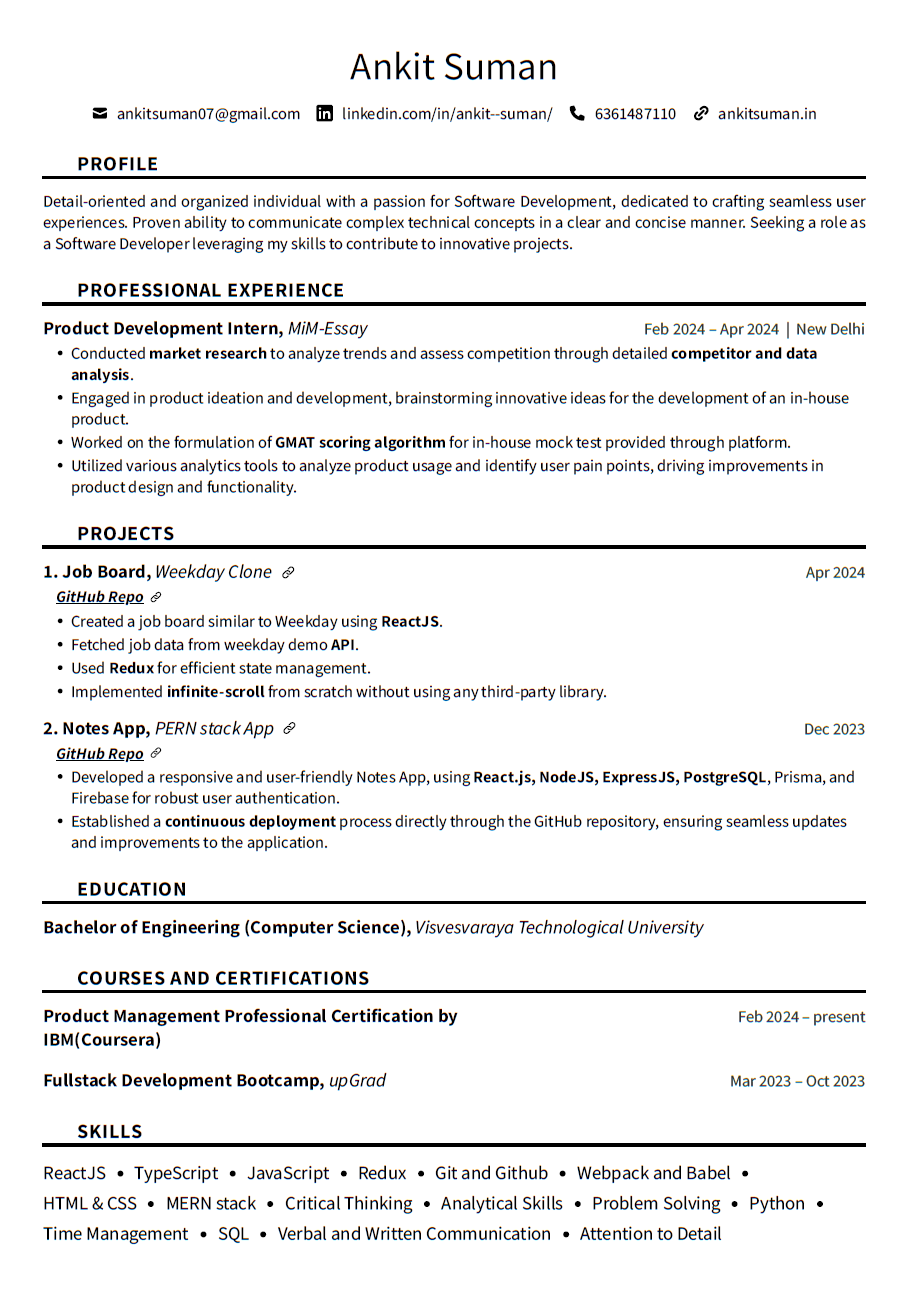 Ankit Suman
ankitsuman07@gmail.com linkedin.com/in/ankit--suman/ 6361487110 ankitsuman.in
PROFILE
Detail-oriented and organized individual with a passion for Software Development, dedicated to crafting seamless user
experiences. Proven ability to communicate complex technical concepts in a clear and concise manner. Seeking a role as
a Software Developer leveraging my skills to contribute to innovative projects.
PROFESSIONAL EXPERIENCE
Product Development Intern, MiM-Essay Feb 2024 – Apr 2024 | New Delhi
• Conducted market research to analyze trends and assess competition through detailed competitor and data
analysis.
• Engaged in product ideation and development, brainstorming innovative ideas for the development of an in-house
product.
• Worked on the formulation of GMAT scoring algorithm for in-house mock test provided through platform.
• Utilized various analytics tools to analyze product usage and identify user pain points, driving improvements in
product design and functionality.
PROJECTS
1. Job Board, Weekday Clone Apr 2024
GitHub Repo
• Created a job board similar to Weekday using ReactJS.
• Fetched job data from weekday demo API.
• Used Redux for efficient state management.
• Implemented infinite-scroll from scratch without using any third-party library.
2. Notes App, PERN stack App Dec 2023
GitHub Repo
• Developed a responsive and user-friendly Notes App, using React.js, NodeJS, ExpressJS, PostgreSQL, Prisma, and
Firebase for robust user authentication.
• Established a continuous deployment process directly through the GitHub repository, ensuring seamless updates
and improvements to the application.
EDUCATION
Bachelor of Engineering (Computer Science), Visvesvaraya Technological University
COURSES AND CERTIFICATIONS
Product Management Professional Certification by Feb 2024 – present
IBM(Coursera)
Fullstack Development Bootcamp, upGrad Mar 2023 – Oct 2023
SKILLS
ReactJS • TypeScript • JavaScript • Redux • Git and Github • Webpack and Babel •
HTML & CSS • MERN stack • Critical Thinking • Analytical Skills • Problem Solving • Python •
Time Management • SQL • Verbal and Written Communication • Attention to Detail